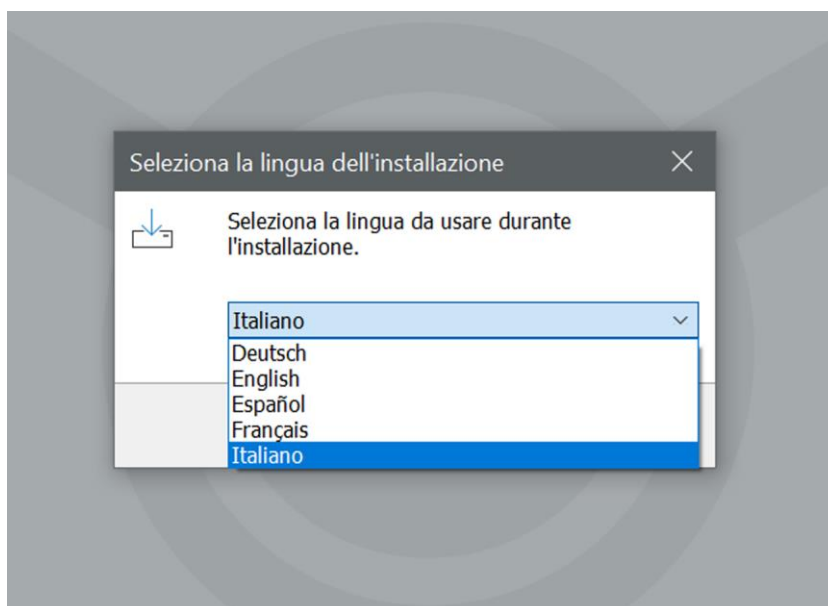 Seleziona la lingua dell'installazione
Seleziona la lingua da usare durante
l'installazione.
Italiano
Deutsch
English
Español
Français
Italiano